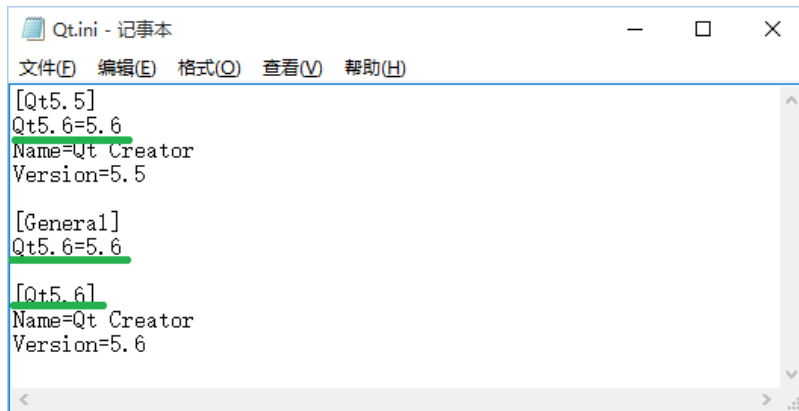 Qt.ini - 记事本
文件(F) 编辑(E) 格式(O) 查看(V) 帮助(H)
[Qt5.5]
Qt5.6=5.6
Name=Qt Creator
Version=5.5
[General]
Qt5.6=5.6
[Qt5.6]
Name=Qt Creator
Version=5.6